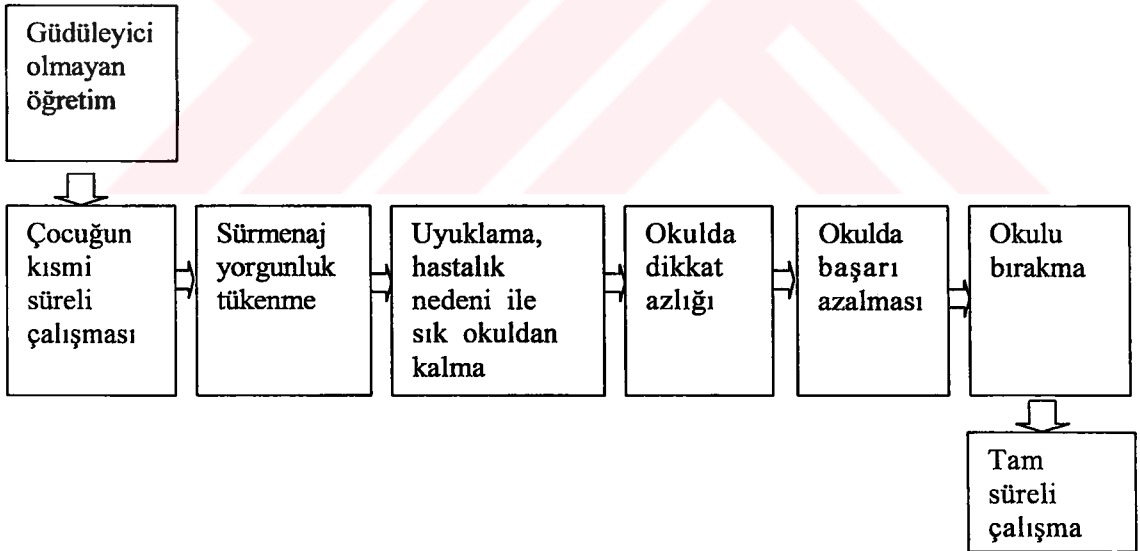 Güdüleyici
olmayan
öğretim
Çocuğun
kısmi
süreli
çalışması
Sürmenaj
yorgunluk
tükenme
Uyuklama,
hastalık
nedeni ile
sık okuldan
kalma
Okulda
dikkat
azlığı
Okulda
başarı
azalması
Okulu
bırakma
Tam
süreli
çalışma